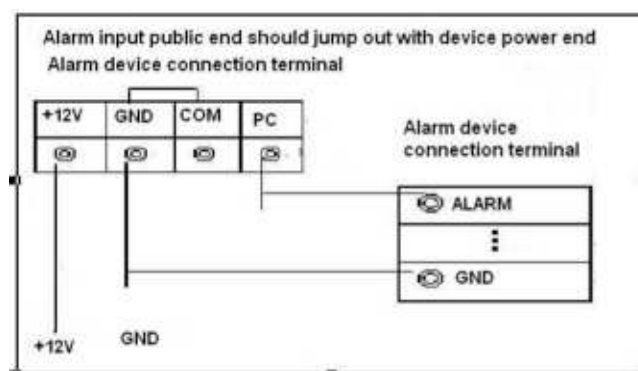 Alarm input public end should jump out with device power end
Alarm device connection terminal
+12V GND COM PC
Alarm device
connection terminal
ALARM
GND
+12V GND